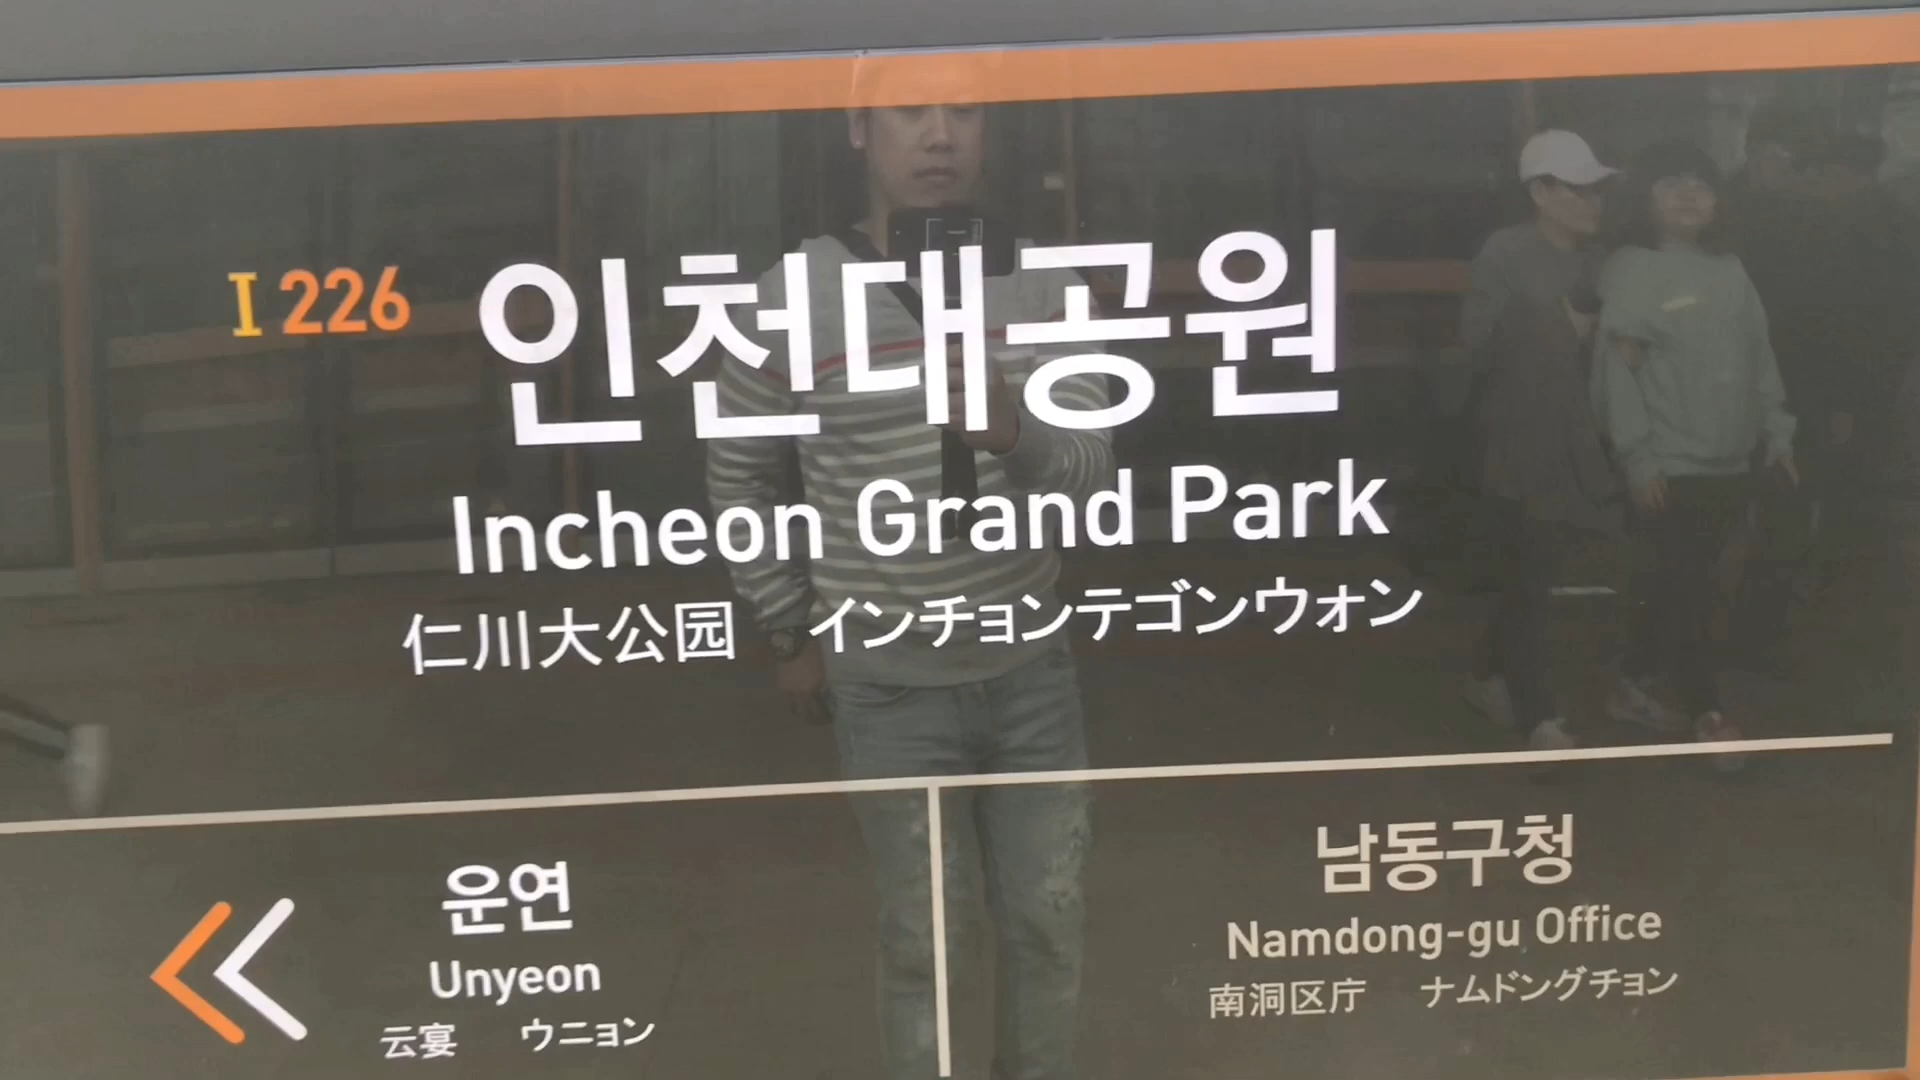 I 226 인천대공원
Incheon Grand Park
仁川大公园 インチョンテゴンウォン
운연
Unyeon
云宴 ウニョン
남동구청
Namdong-gu Office
南洞区庁 ナムドングチョン